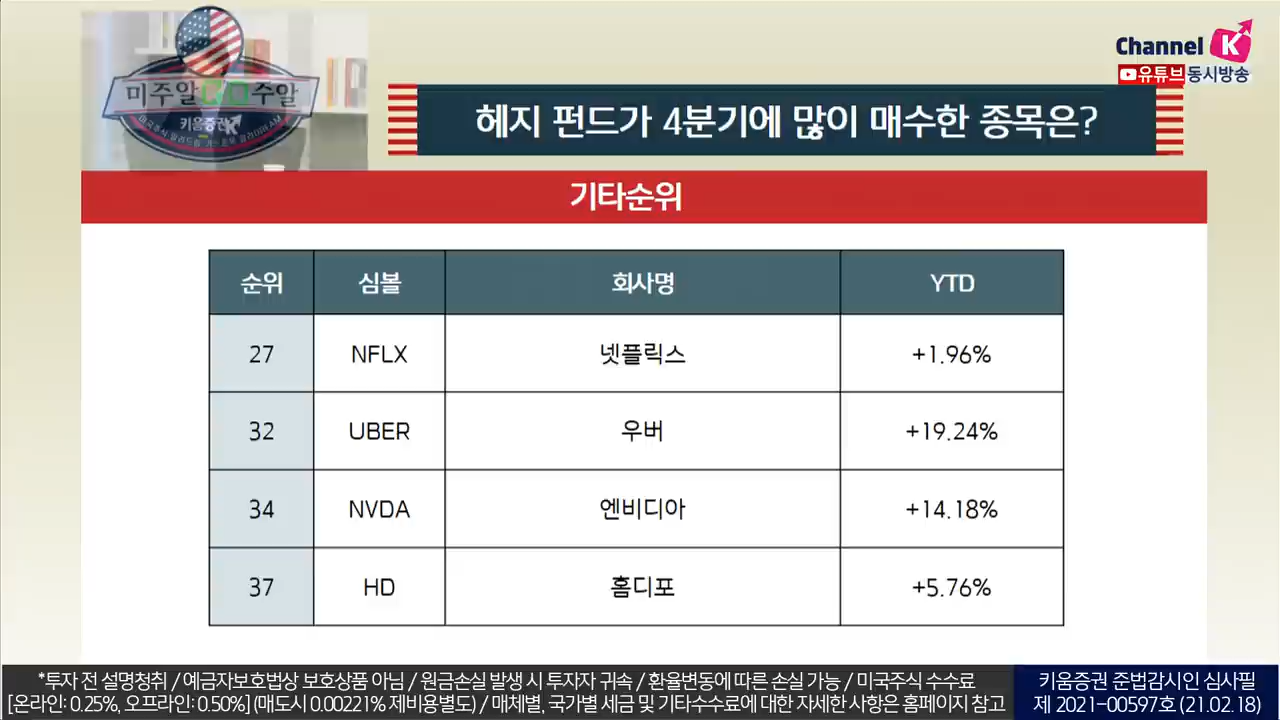 미주알GO주알
키움증권
Channel K
유튜브 동시방송
헤지 펀드가 4분기에 많이 매수한 종목은?
기타순위
순위 심볼 회사명 YTD
27 NFLX 넷플릭스 +1.96%
32 UBER 우버 +19.24%
34 NVDA 엔비디아 +14.18%
37 HD 홈디포 +5.76%
*투자 전 설명청취 / 예금자보호법상 보호상품 아님 / 원금손실 발생 시 투자자 귀속 / 환율변동에 따른 손실 가능 / 미국주식 수수료
[온라인: 0.25%, 오프라인: 0.50%] (매도시 0.00221% 제비용별도) / 매체별, 국가별 세금 및 기타수수료에 대한 자세한 사항은 홈페이지 참고
키움증권 준법감시인 심사필
제 2021-00597호 (21.02.18)